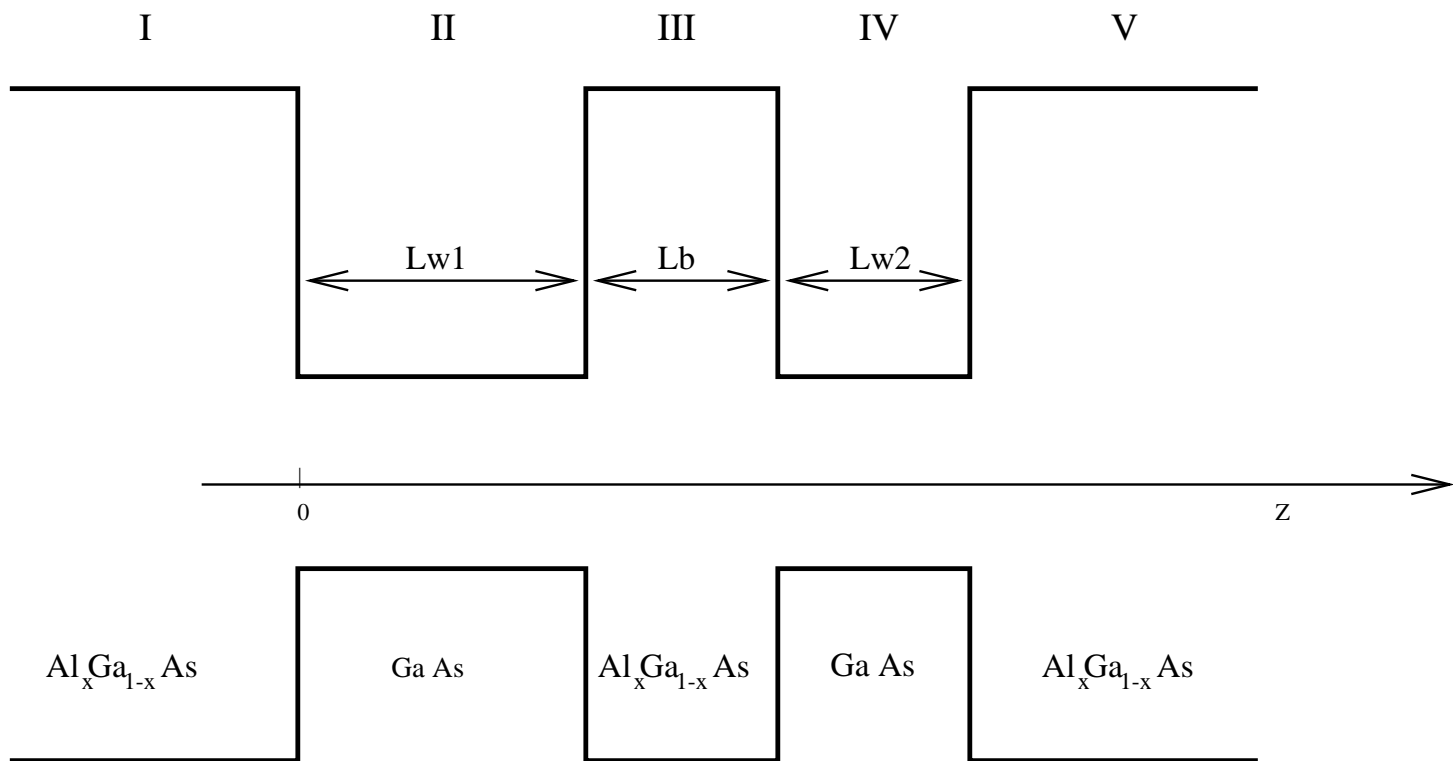 I II III IV V
Lw1 Lb Lw2
0 Z
AlxGa1-xAs Ga As AlxGa1-xAs Ga As AlxGa1-xAs